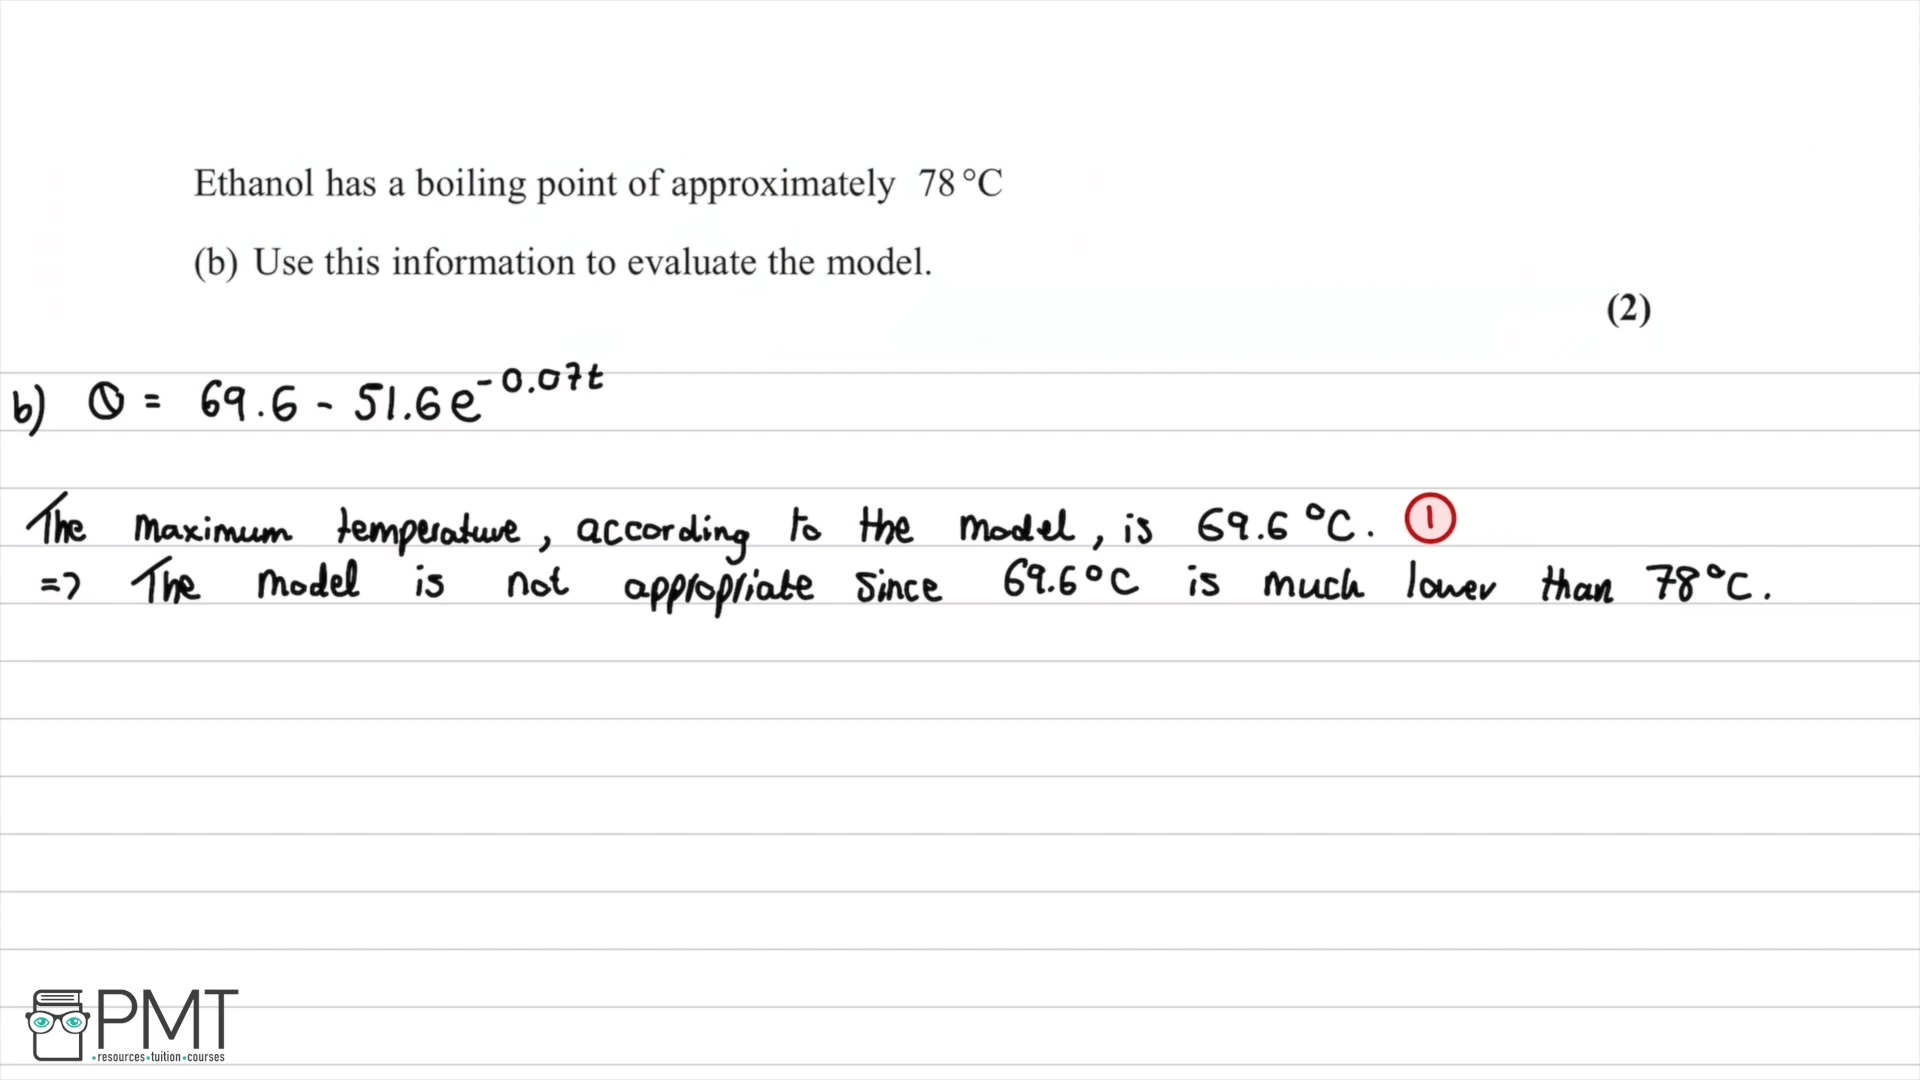 Ethanol has a boiling point of approximately 78 °C
(b) Use this information to evaluate the model.
(2)
b) θ = 69.6 - 51.6e^{-0.07t}
The maximum temperature, according to the model, is 69.6 °C. ①
=> The model is not appropriate since 69.6°C is much lower than 78°C.
PMT
•resources•tuition•courses